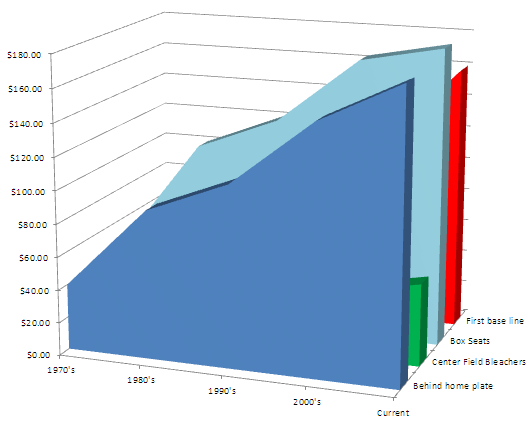 $180.00
$160.00
$140.00
$120.00
$100.00
$80.00
$60.00
$40.00
$20.00
$0.00
1970's
1980's
1990's
2000's
Current
First base line
Box Seats
Center Field Bleachers
Behind home plate